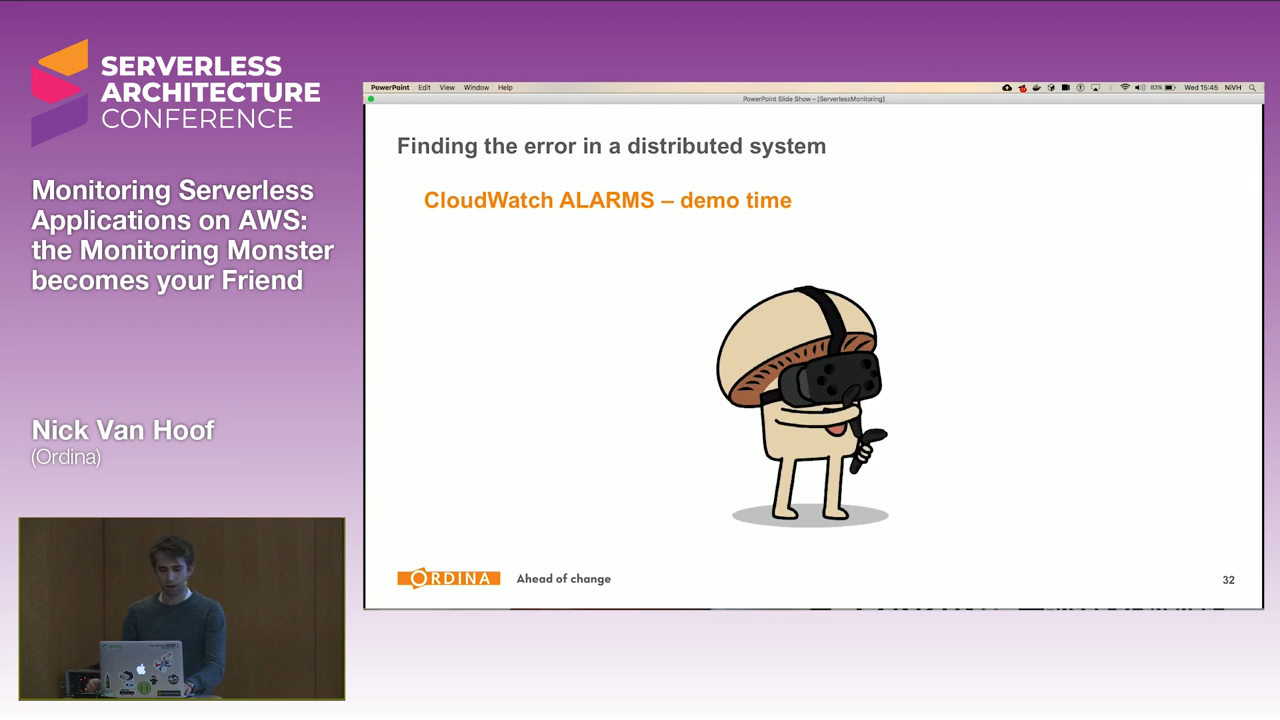 SERVERLESS
ARCHITECTURE
CONFERENCE
Monitoring Serverless
Applications on AWS:
the Monitoring Monster
becomes your Friend
Nick Van Hoof
(Ordina)
PowerPoint Edit View Window Help
83% Wed 15:45 NiVH
PowerPoint Slide Show – [ServerlessMonitoring]
Finding the error in a distributed system
CloudWatch ALARMS – demo time
ORDINA Ahead of change
32